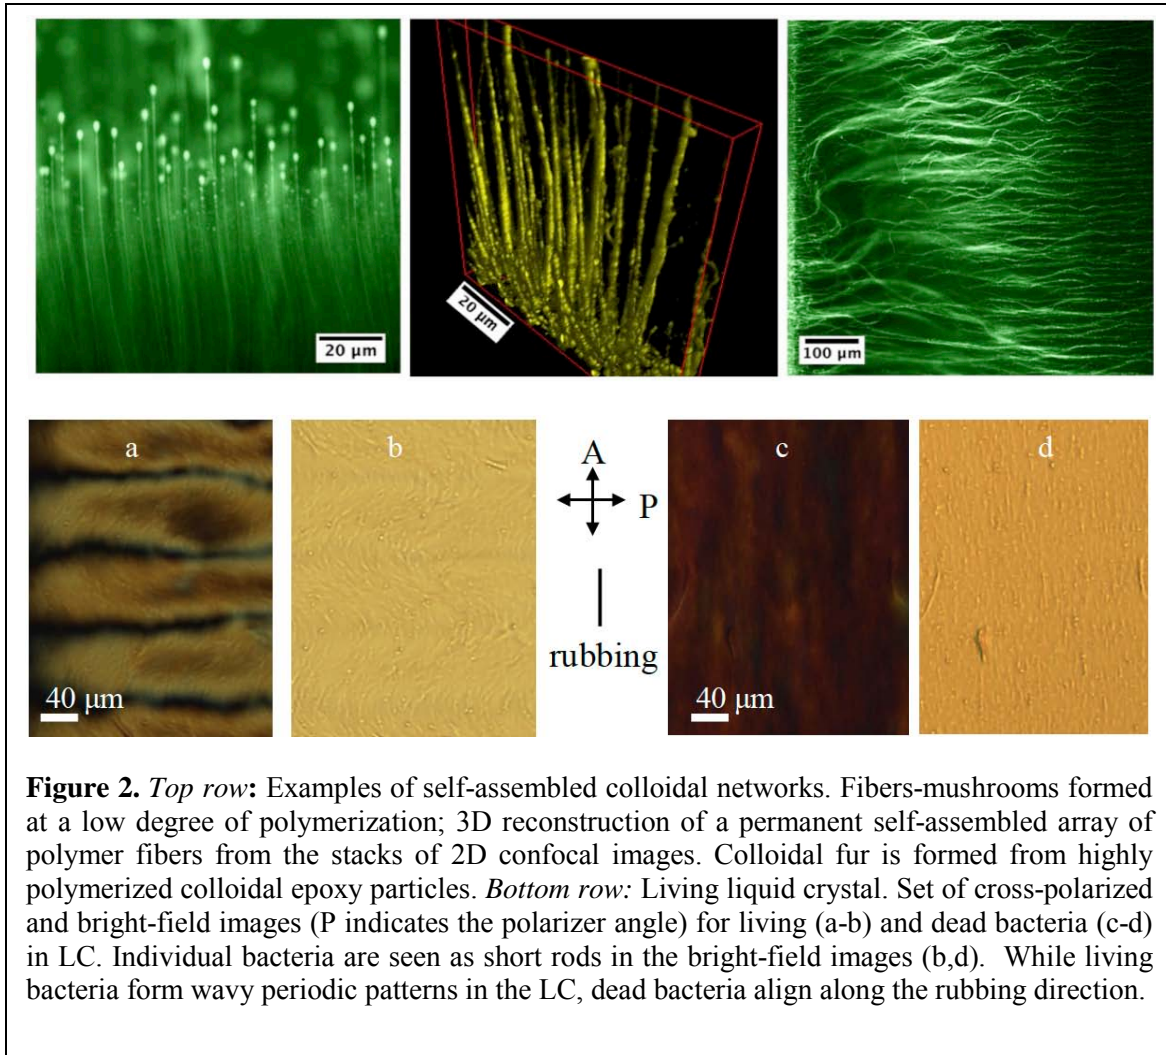 20 µm
20 µm
100 µm
a
b
A
P
rubbing
c
d
40 µm
40 µm
Figure 2. Top row: Examples of self-assembled colloidal networks. Fibers-mushrooms formed
at a low degree of polymerization; 3D reconstruction of a permanent self-assembled array of
polymer fibers from the stacks of 2D confocal images. Colloidal fur is formed from highly
polymerized colloidal epoxy particles. Bottom row: Living liquid crystal. Set of cross-polarized
and bright-field images (P indicates the polarizer angle) for living (a-b) and dead bacteria (c-d)
in LC. Individual bacteria are seen as short rods in the bright-field images (b,d).  While living
bacteria form wavy periodic patterns in the LC, dead bacteria align along the rubbing direction.